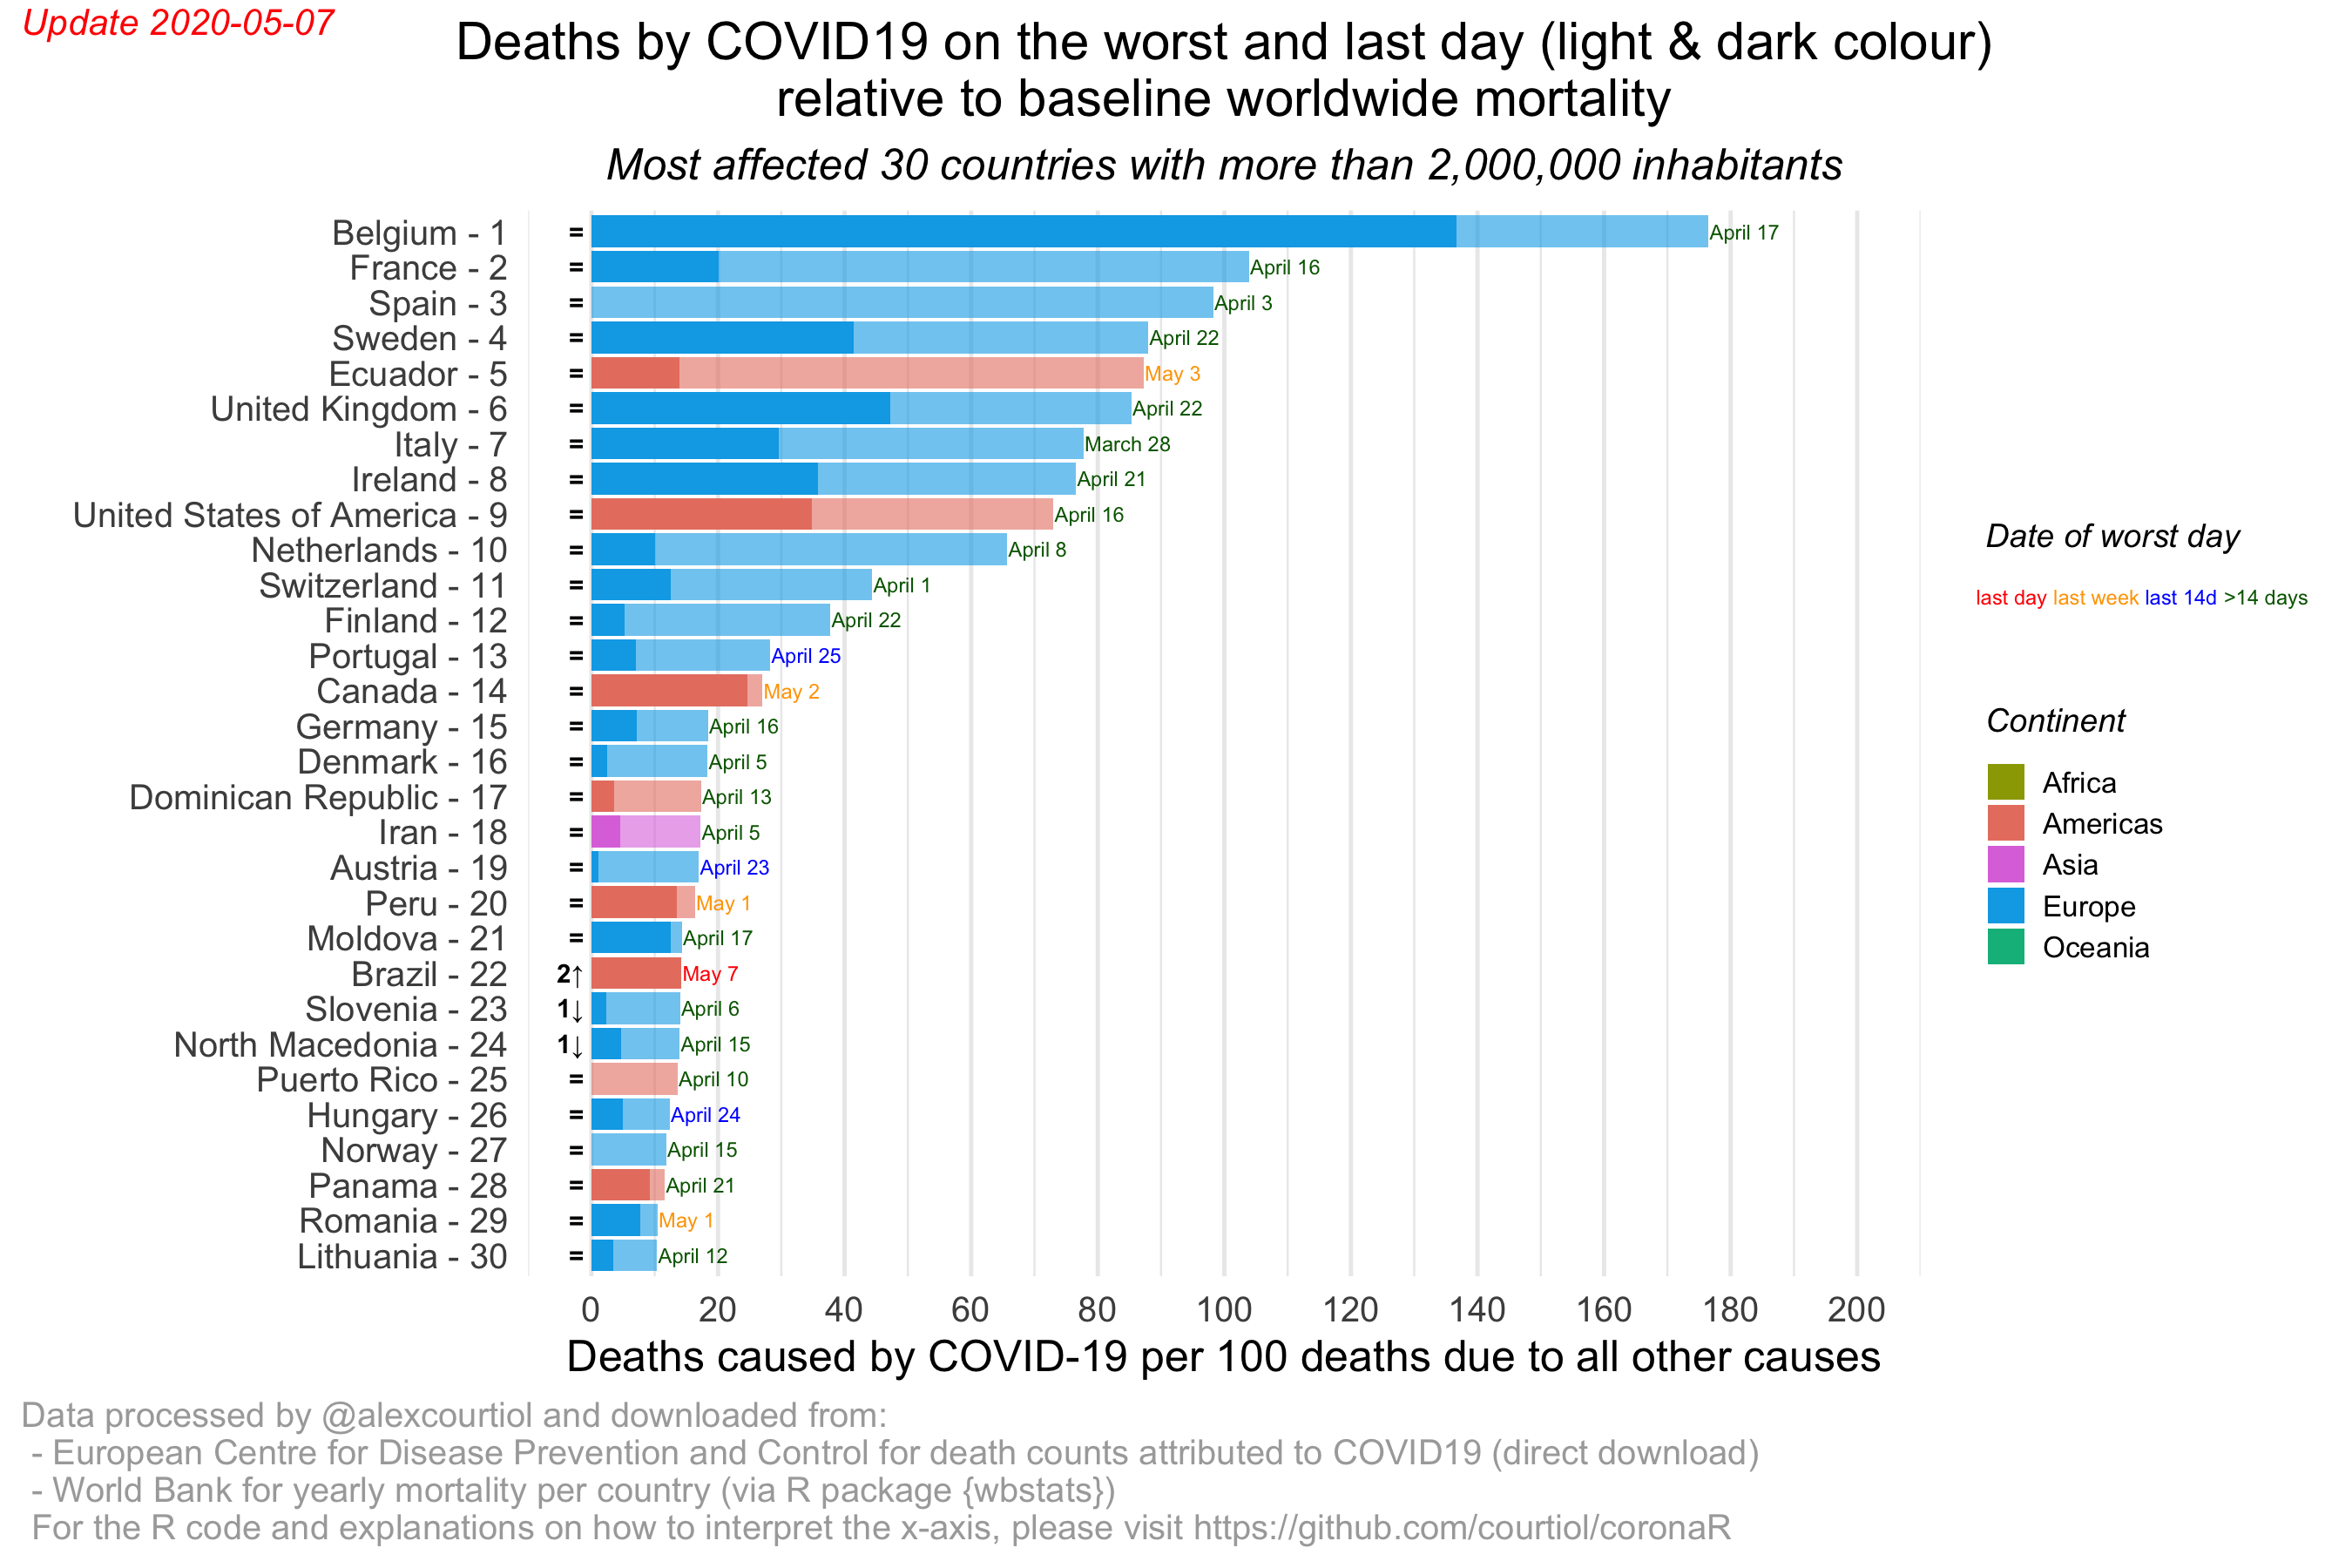 Update 2020-05-07
Deaths by COVID19 on the worst and last day (light & dark colour)
relative to baseline worldwide mortality
Most affected 30 countries with more than 2,000,000 inhabitants
Belgium - 1 = April 17
France - 2 = April 16
Spain - 3 = April 3
Sweden - 4 = April 22
Ecuador - 5 = May 3
United Kingdom - 6 = April 22
Italy - 7 = March 28
Ireland - 8 = April 21
United States of America - 9 = April 16
Netherlands - 10 = April 8
Switzerland - 11 = April 1
Finland - 12 = April 22
Portugal - 13 = April 25
Canada - 14 = May 2
Germany - 15 = April 16
Denmark - 16 = April 5
Dominican Republic - 17 = April 13
Iran - 18 = April 5
Austria - 19 = April 23
Peru - 20 = May 1
Moldova - 21 = April 17
Brazil - 22 2↑ May 7
Slovenia - 23 1↓ April 6
North Macedonia - 24 1↓ April 15
Puerto Rico - 25 = April 10
Hungary - 26 = April 24
Norway - 27 = April 15
Panama - 28 = April 21
Romania - 29 = May 1
Lithuania - 30 = April 12
0 20 40 60 80 100 120 140 160 180 200
Deaths caused by COVID-19 per 100 deaths due to all other causes
Date of worst day
last day last week last 14d >14 days
Continent
Africa
Americas
Asia
Europe
Oceania
Data processed by @alexcourtiol and downloaded from:
- European Centre for Disease Prevention and Control for death counts attributed to COVID19 (direct download)
- World Bank for yearly mortality per country (via R package {wbstats})
For the R code and explanations on how to interpret the x-axis, please visit https://github.com/courtiol/coronaR